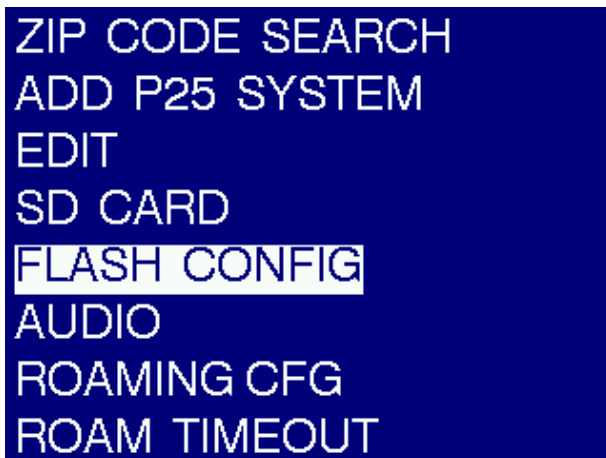 ZIP CODE SEARCH
ADD P25 SYSTEM
EDIT
SD CARD
FLASH CONFIG
AUDIO
ROAMING CFG
ROAM TIMEOUT